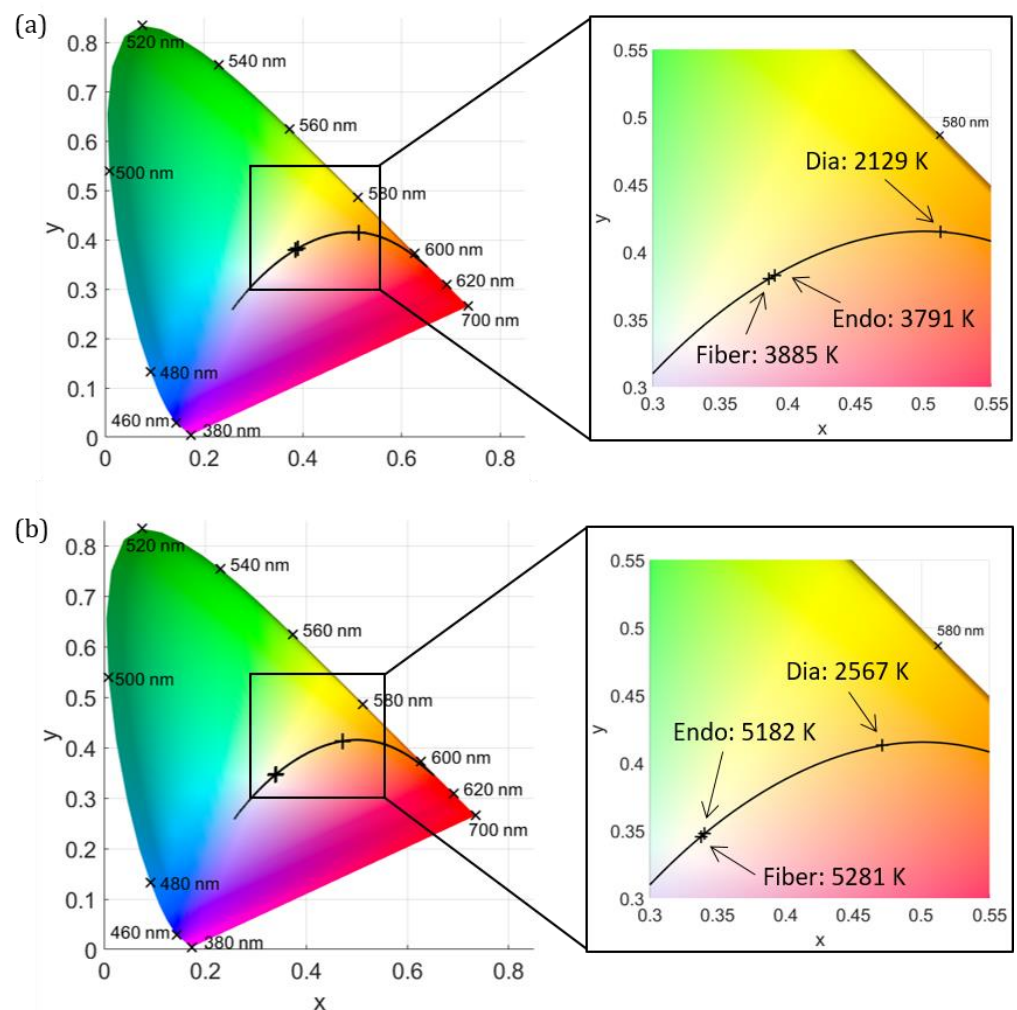 (a)
0.8
0.7
0.6
0.5
0.4
0.3
0.2
0.1
0
y
0
0.2
0.4
0.6
0.8
520 nm
540 nm
560 nm
500 nm
580 nm
600 nm
620 nm
700 nm
480 nm
460 nm
380 nm
0.55
0.5
0.45
0.4
0.35
0.3
y
0.3
0.35
0.4
0.45
0.5
0.55
x
580 nm
Dia: 2129 K
Endo: 3791 K
Fiber: 3885 K
(b)
0.8
0.7
0.6
0.5
0.4
0.3
0.2
0.1
0
y
0
0.2
0.4
0.6
0.8
x
520 nm
540 nm
560 nm
500 nm
580 nm
600 nm
620 nm
700 nm
480 nm
460 nm
380 nm
0.55
0.5
0.45
0.4
0.35
0.3
y
0.3
0.35
0.4
0.45
0.5
0.55
x
580 nm
Dia: 2567 K
Endo: 5182 K
Fiber: 5281 K